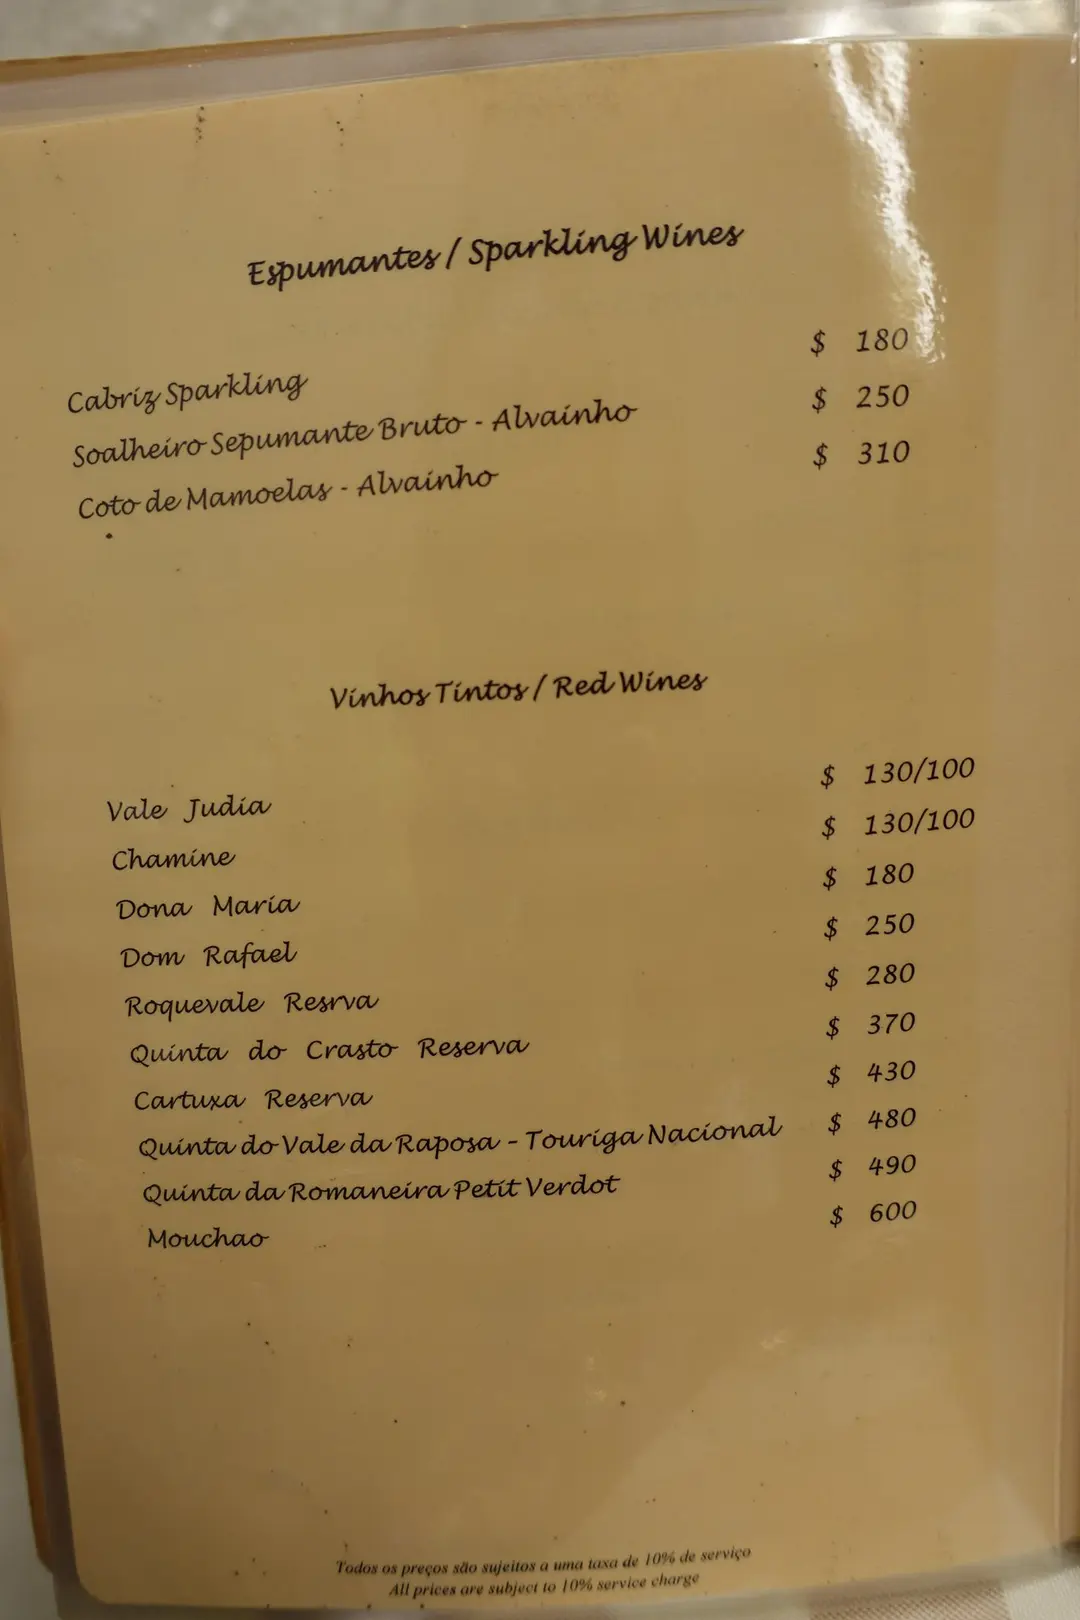 Espumantes / Sparkling Wines
Cabriz Sparkling $ 180
Soalheiro Sepumante Bruto - Alvainho $ 250
Coto de Mamoelas - Alvainho $ 310
Vinhos Tintos / Red Wines
Vale Judia $ 130/100
Chamine $ 130/100
Dona Maria $ 180
Dom Rafael $ 250
Roquevale Resrva $ 280
Quinta do Crasto Reserva $ 370
Cartuxa Reserva $ 430
Quinta do Vale da Raposa - Touriga Nacional $ 480
Quinta da Romaneira Petit Verdot $ 490
Mouchao $ 600
Todos os preços são sujeitos a uma taxa de 10% de serviço
All prices are subject to 10% service charge